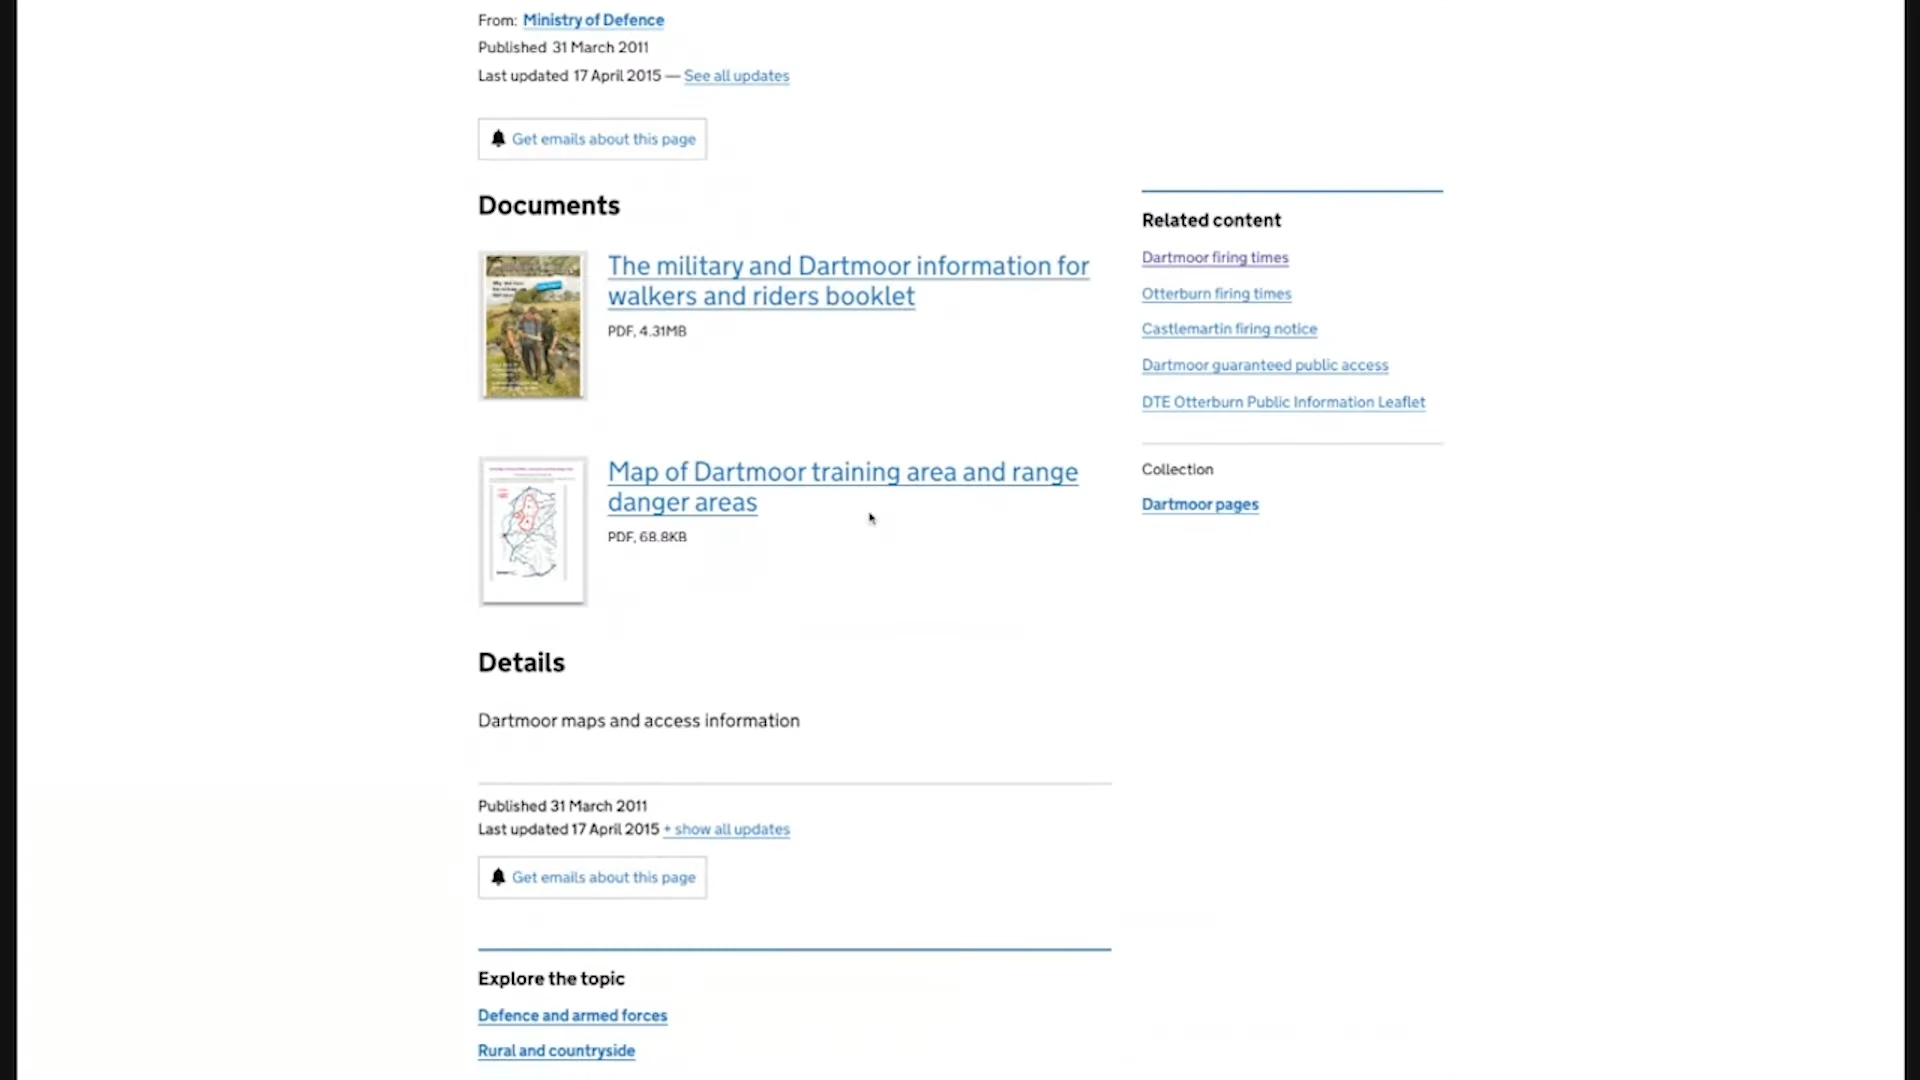 From: Ministry of Defence
Published 31 March 2011
Last updated 17 April 2015 — See all updates
Get emails about this page
Documents
The military and Dartmoor information for
walkers and riders booklet
PDF, 4.31MB
Map of Dartmoor training area and range
danger areas
PDF, 68.8KB
Details
Dartmoor maps and access information
Published 31 March 2011
Last updated 17 April 2015 + show all updates
Get emails about this page
Explore the topic
Defence and armed forces
Rural and countryside
Related content
Dartmoor firing times
Otterburn firing times
Castlemartin firing notice
Dartmoor guaranteed public access
DTE Otterburn Public Information Leaflet
Collection
Dartmoor pages